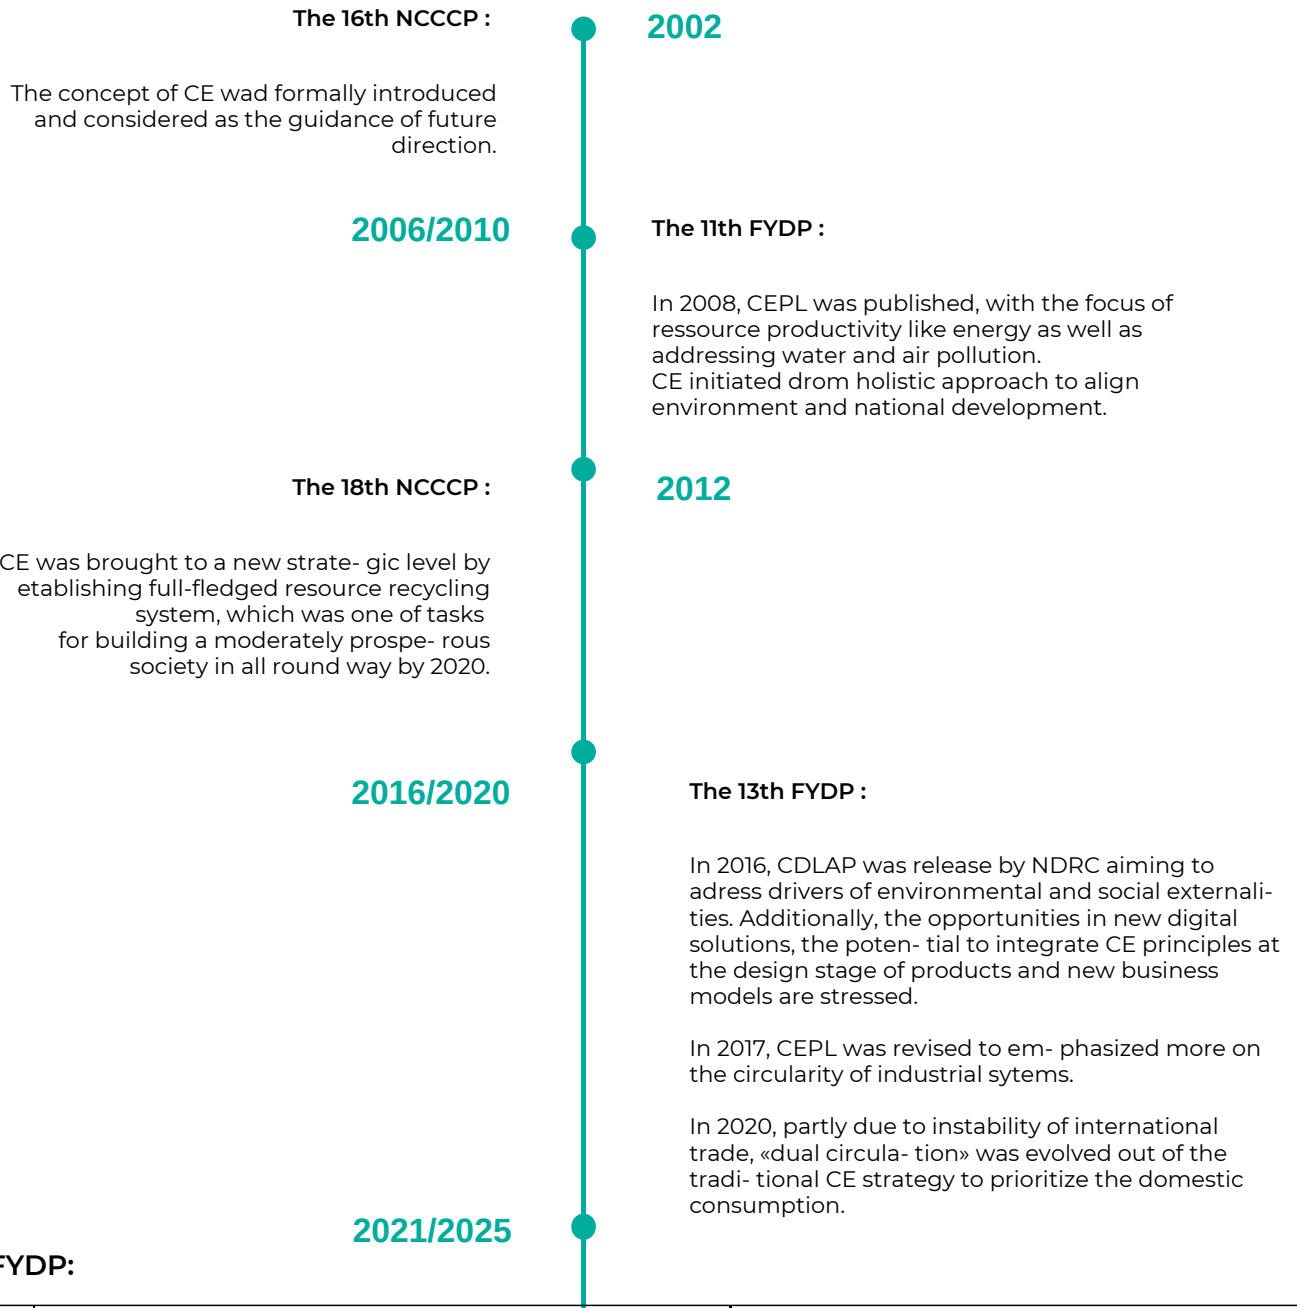 The 16th NCCCP :
2002
The concept of CE wad formally introduced
and considered as the guidance of future
direction.
2006/2010
The 11th FYDP :
In 2008, CEPL was published, with the focus of
ressource productivity like energy as well as
addressing water and air pollution.
CE initiated drom holistic approach to align
environment and national development.
The 18th NCCCP :
2012
CE was brought to a new strate- gic level by
etablishing full-fledged resource recycling
system, which was one of tasks
for building a moderately prospe- rous
society in all round way by 2020.
2016/2020
The 13th FYDP :
In 2016, CDLAP was release by NDRC aiming to
adress drivers of environmental and social externali-
ties. Additionally, the opportunities in new digital
solutions, the poten- tial to integrate CE principles at
the design stage of products and new business
models are stressed.
In 2017, CEPL was revised to em- phasized more on
the circularity of industrial sytems.
In 2020, partly due to instability of international
trade, «dual circula- tion» was evolved out of the
tradi- tional CE strategy to prioritize the domestic
consumption.
2021/2025
FYDP: